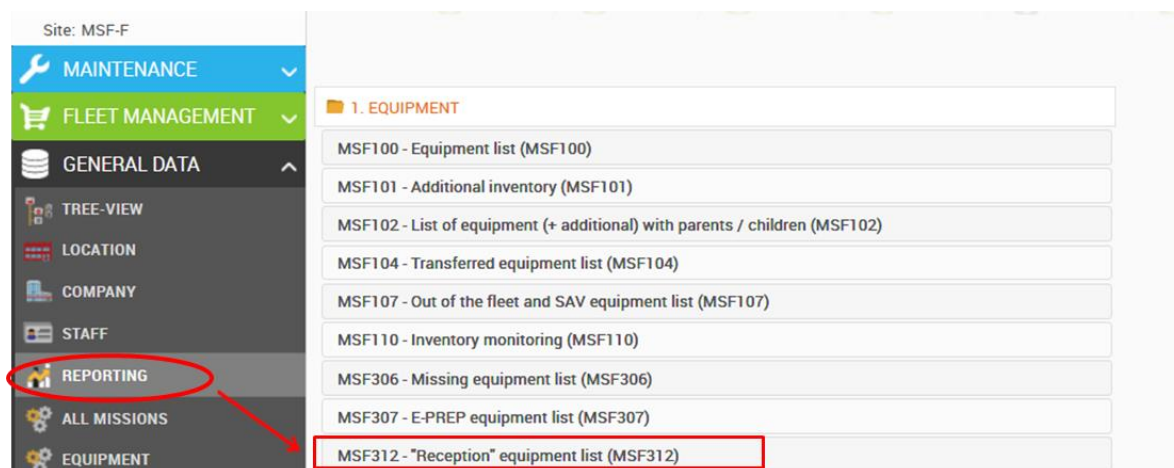 Site: MSF-F
MAINTENANCE
FLEET MANAGEMENT
GENERAL DATA
TREE-VIEW
LOCATION
COMPANY
STAFF
REPORTING
ALL MISSIONS
EQUIPMENT
1. EQUIPMENT
MSF100 - Equipment list (MSF100)
MSF101 - Additional inventory (MSF101)
MSF102 - List of equipment (+ additional) with parents / children (MSF102)
MSF104 - Transferred equipment list (MSF104)
MSF107 - Out of the fleet and SAV equipment list (MSF107)
MSF110 - Inventory monitoring (MSF110)
MSF306 - Missing equipment list (MSF306)
MSF307 - E-PREP equipment list (MSF307)
MSF312 - "Reception" equipment list (MSF312)